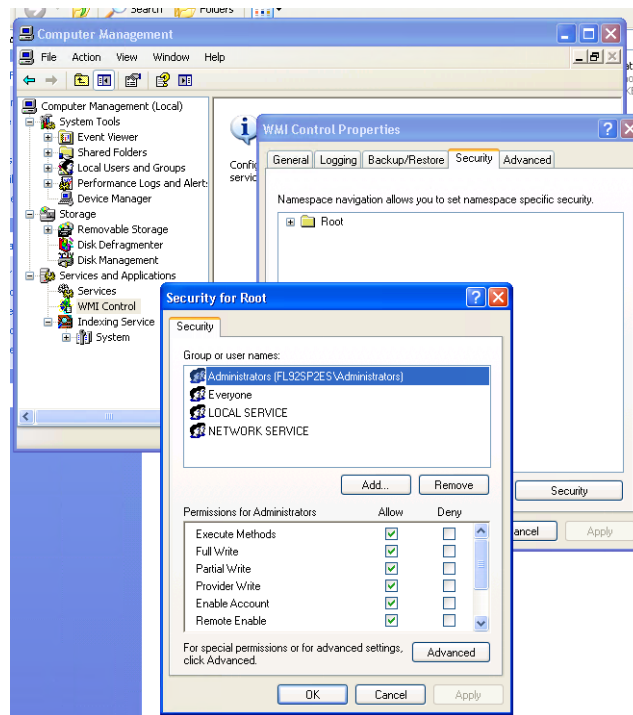 Search Folders
Computer Management
File Action View Window Help
Computer Management (Local)
System Tools
Event Viewer
Shared Folders
Local Users and Groups
Performance Logs and Alert:
Device Manager
Storage
Removable Storage
Disk Defragmenter
Disk Management
Services and Applications
Services
WMI Control
Indexing Service
System
Config
servic
WMI Control Properties
General Logging Backup/Restore Security Advanced
Namespace navigation allows you to set namespace specific security.
Root
Security
ancel Apply
Security for Root
Security
Group or user names:
Administrators (FL92SP2ES\Administrators)
Everyone
LOCAL SERVICE
NETWORK SERVICE
Add... Remove
Permissions for Administrators Allow Deny
Execute Methods
Full Write
Partial Write
Provider Write
Enable Account
Remote Enable
For special permissions or for advanced settings,
click Advanced.
Advanced
OK Cancel Apply